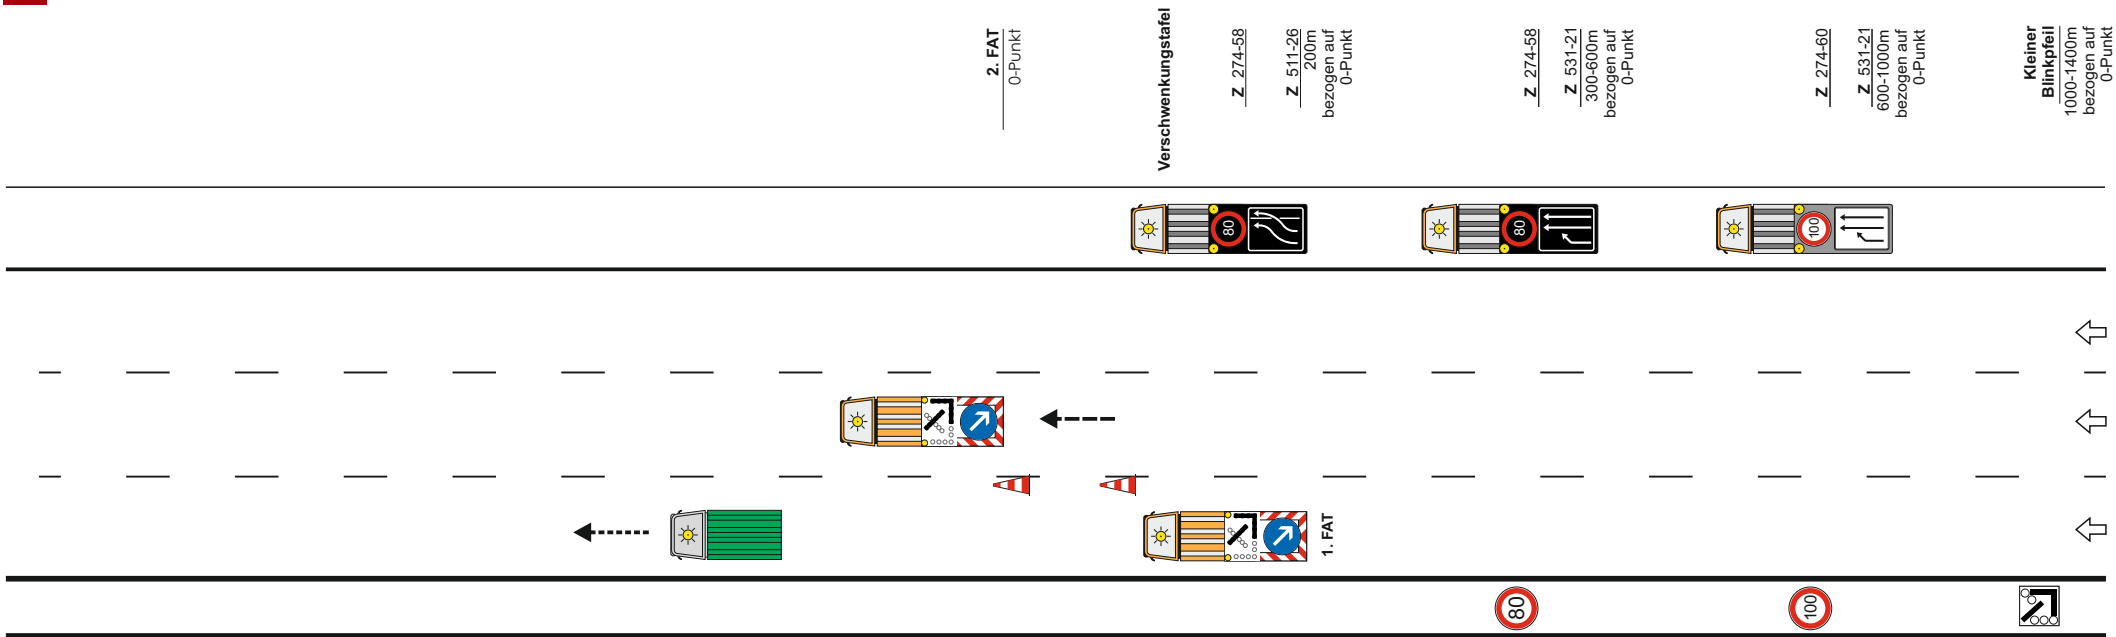 2. FAT
0-Punkt
Verschwenkungstafel
Z 274-58
Z 511-26
200m
bezogen auf
0-Punkt
Z 274-58
Z 531-21
300-600m
bezogen auf
0-Punkt
Z 274-60
Z 531-21
600-1000m
bezogen auf
0-Punkt
Kleiner
Blinkpfeil
1000-1400m
bezogen auf
0-Punkt
80
80
100
1. FAT
80
100